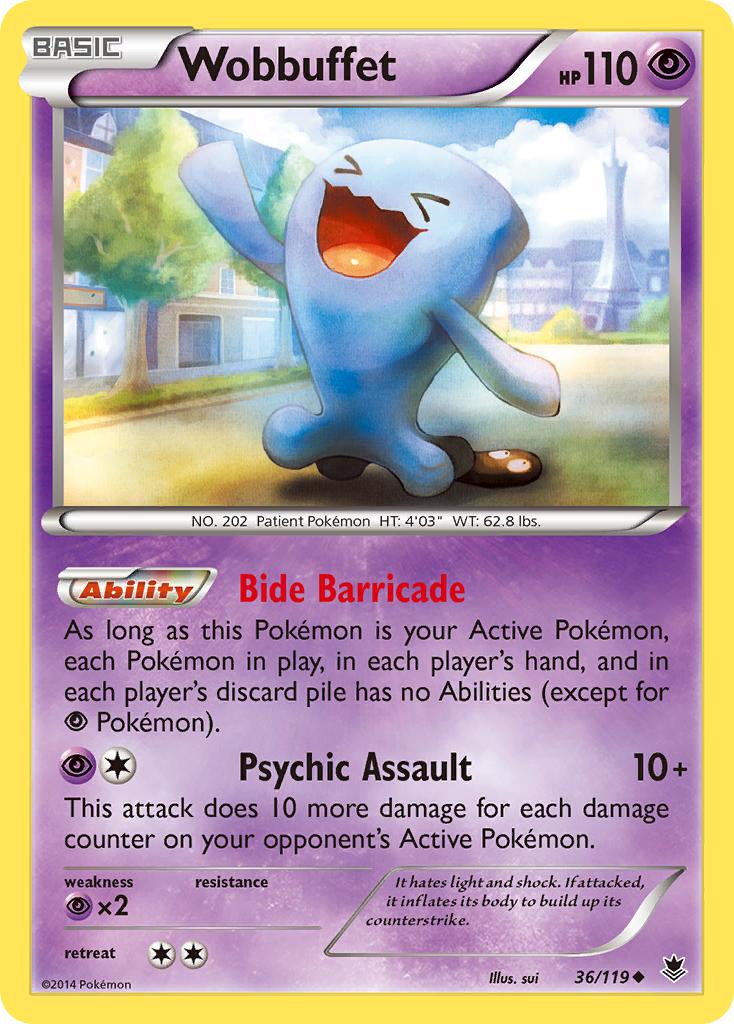 BASIC
Wobbuffet
HP110
NO. 202 Patient Pokémon HT: 4'03" WT: 62.8 lbs.
Ability Bide Barricade
As long as this Pokémon is your Active Pokémon,
each Pokémon in play, in each player's hand, and in
each player's discard pile has no Abilities (except for
Pokémon).
Psychic Assault 10+
This attack does 10 more damage for each damage
counter on your opponent's Active Pokémon.
weakness resistance
×2
It hates light and shock. If attacked,
it inflates its body to build up its
counterstrike.
retreat
©2014 Pokémon
Illus. sui 36/119